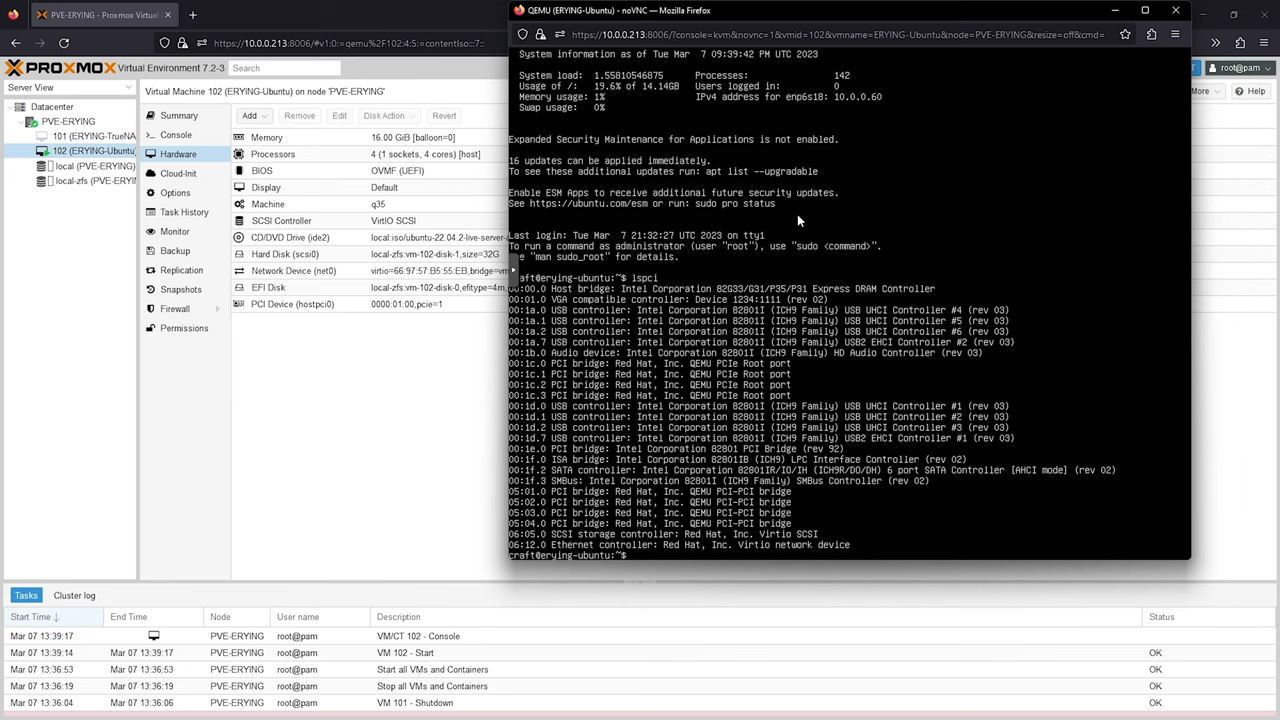 PVE-ERYING - Proxmox Virtual
https://10.0.0.213:8006/#v1:0:=qemu%2F102:4:5:=contentIso:::7::
PROXMOX Virtual Environment 7.2-3 Search
root@pam
Server View
Datacenter
PVE-ERYING
101 (ERYING-TrueNA
102 (ERYING-Ubuntu)
local (PVE-ERYING)
local-zfs (PVE-ERYING)
Virtual Machine 102 (ERYING-Ubuntu) on node 'PVE-ERYING'
More
Help
Summary
Console
Hardware
Cloud-Init
Options
Task History
Monitor
Backup
Replication
Snapshots
Firewall
Permissions
Add Remove Edit Disk Action Revert
Memory 16.00 GiB [balloon=0]
Processors 4 (1 sockets, 4 cores) [host]
BIOS OVMF (UEFI)
Display Default
Machine q35
SCSI Controller VirtIO SCSI
CD/DVD Drive (ide2) local:iso/ubuntu-22.04.2-live-server-
Hard Disk (scsi0) local-zfs:vm-102-disk-1,size=32G
Network Device (net0) virtio=66:97:57:B5:55:EB,bridge=v
EFI Disk local-zfs:vm-102-disk-0,efitype=4m,
PCI Device (hostpci0) 0000:01:00,pcie=1
QEMU (ERYING-Ubuntu) - noVNC — Mozilla Firefox
https://10.0.0.213:8006/?console=kvm&novnc=1&vmid=102&vmname=ERYING-Ubuntu&node=PVE-ERYING&resize=off&cmd=
System information as of Tue Mar 7 09:39:42 PM UTC 2023
System load: 1.55810546875 Processes: 142
Usage of /: 19.6% of 14.14GB Users logged in: 0
Memory usage: 1% IPv4 address for enp6s18: 10.0.0.60
Swap usage: 0%
Expanded Security Maintenance for Applications is not enabled.
16 updates can be applied immediately.
To see these additional updates run: apt list --upgradable
Enable ESM Apps to receive additional future security updates.
See https://ubuntu.com/esm or run: sudo pro status
Last login: Tue Mar 7 21:32:27 UTC 2023 on tty1
To run a command as administrator (user "root"), use "sudo <command>".
"man sudo_root" for details.
craft@erying-ubuntu:~$ lspci
00:00.0 Host bridge: Intel Corporation 82G33/G31/P35/P31 Express DRAM Controller
00:01.0 VGA compatible controller: Device 1234:1111 (rev 02)
00:1a.0 USB controller: Intel Corporation 82801I (ICH9 Family) USB UHCI Controller #4 (rev 03)
00:1a.1 USB controller: Intel Corporation 82801I (ICH9 Family) USB UHCI Controller #5 (rev 03)
00:1a.2 USB controller: Intel Corporation 82801I (ICH9 Family) USB UHCI Controller #6 (rev 03)
00:1a.7 USB controller: Intel Corporation 82801I (ICH9 Family) USB2 EHCI Controller #2 (rev 03)
00:1b.0 Audio device: Intel Corporation 82801I (ICH9 Family) HD Audio Controller (rev 03)
00:1c.0 PCI bridge: Red Hat, Inc. QEMU PCIe Root port
00:1c.1 PCI bridge: Red Hat, Inc. QEMU PCIe Root port
00:1c.2 PCI bridge: Red Hat, Inc. QEMU PCIe Root port
00:1c.3 PCI bridge: Red Hat, Inc. QEMU PCIe Root port
00:1d.0 USB controller: Intel Corporation 82801I (ICH9 Family) USB UHCI Controller #1 (rev 03)
00:1d.1 USB controller: Intel Corporation 82801I (ICH9 Family) USB UHCI Controller #2 (rev 03)
00:1d.2 USB controller: Intel Corporation 82801I (ICH9 Family) USB UHCI Controller #3 (rev 03)
00:1d.7 USB controller: Intel Corporation 82801I (ICH9 Family) USB2 EHCI Controller #1 (rev 03)
00:1e.0 PCI bridge: Intel Corporation 82801 PCI Bridge (rev 92)
00:1f.0 ISA bridge: Intel Corporation 82801IB (ICH9) LPC Interface Controller (rev 02)
00:1f.2 SATA controller: Intel Corporation 82801IR/IO/IH (ICH9R/DO/DH) 6 port SATA Controller [AHCI mode] (rev 02)
00:1f.3 SMBus: Intel Corporation 82801I (ICH9 Family) SMBus Controller (rev 02)
05:01.0 PCI bridge: Red Hat, Inc. QEMU PCI-PCI bridge
05:02.0 PCI bridge: Red Hat, Inc. QEMU PCI-PCI bridge
05:03.0 PCI bridge: Red Hat, Inc. QEMU PCI-PCI bridge
05:04.0 PCI bridge: Red Hat, Inc. QEMU PCI-PCI bridge
06:05.0 SCSI storage controller: Red Hat, Inc. Virtio SCSI
06:12.0 Ethernet controller: Red Hat, Inc. Virtio network device
craft@erying-ubuntu:~$
Tasks Cluster log
Start Time End Time Node User name Description Status
Mar 07 13:39:17 PVE-ERYING root@pam VM/CT 102 - Console
Mar 07 13:39:14 Mar 07 13:39:17 PVE-ERYING root@pam VM 102 - Start OK
Mar 07 13:36:53 Mar 07 13:36:53 PVE-ERYING root@pam Start all VMs and Containers OK
Mar 07 13:36:19 Mar 07 13:36:19 PVE-ERYING root@pam Stop all VMs and Containers OK
Mar 07 13:36:04 Mar 07 13:36:06 PVE-ERYING root@pam VM 101 - Shutdown OK